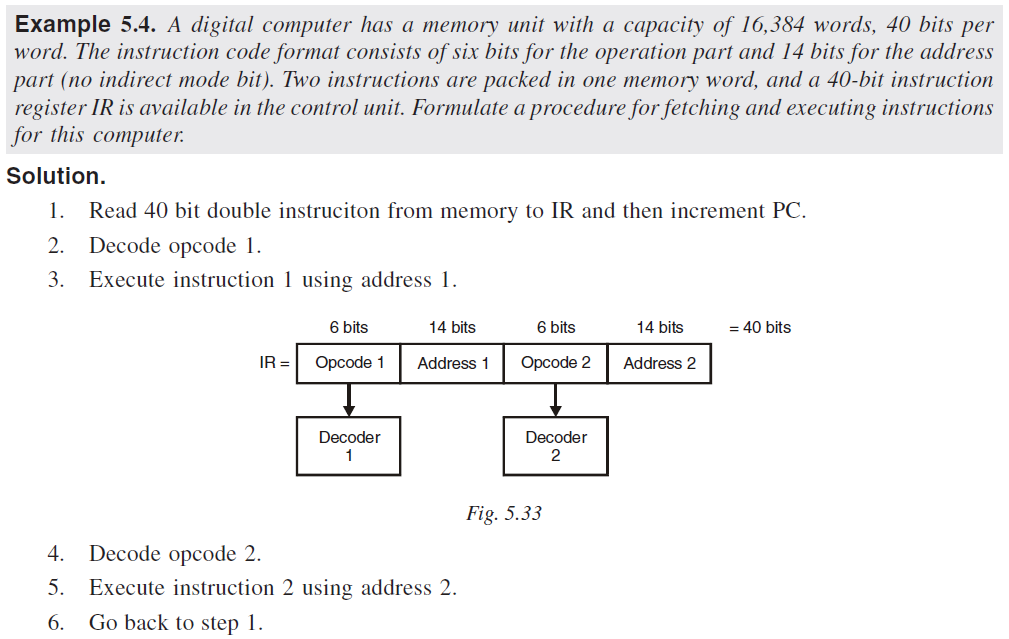 Example 5.4. A digital computer has a memory unit with a capacity of 16,384 words, 40 bits per
word. The instruction code format consists of six bits for the operation part and 14 bits for the address
part (no indirect mode bit). Two instructions are packed in one memory word, and a 40-bit instruction
register IR is available in the control unit. Formulate a procedure for fetching and executing instructions
for this computer.
Solution.
1. Read 40 bit double instruciton from memory to IR and then increment PC.
2. Decode opcode 1.
3. Execute instruction 1 using address 1.
6 bits 14 bits 6 bits 14 bits = 40 bits
IR = Opcode 1 Address 1 Opcode 2 Address 2
Decoder Decoder
1 2
Fig. 5.33
4. Decode opcode 2.
5. Execute instruction 2 using address 2.
6. Go back to step 1.